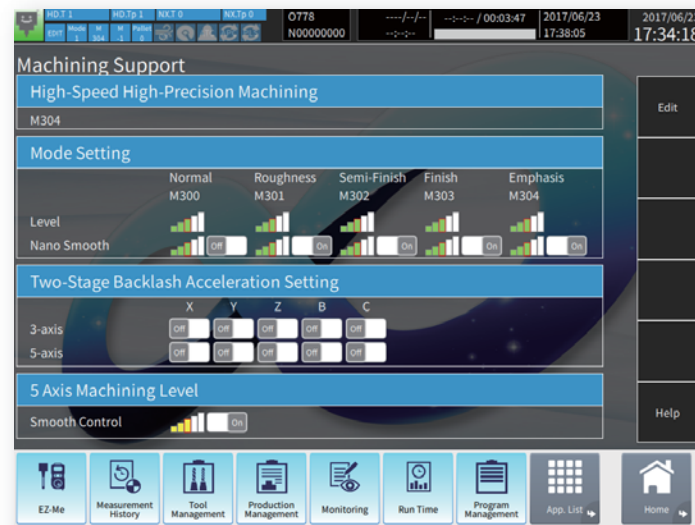 HD.T 1 HD.Tp 1 NX.T 0 NX.Tp 0 O778 ----/--/-- --:--:-- / 00:03:47 2017/06/23 2017/06/23
EDIT Mode 1 M 304 M -1 Pallet 0 N00000000 --:--:-- 17:38:05 17:34:18
Machining Support
High-Speed High-Precision Machining
M304
Edit
Mode Setting
Normal Roughness Semi-Finish Finish Emphasis
M300 M301 M302 M303 M304
Level
Nano Smooth Off On On On On
Two-Stage Backlash Acceleration Setting
X Y Z B C
3-axis Off Off Off Off Off
5-axis Off Off Off Off Off
5 Axis Machining Level
Smooth Control On
Help
EZ-Me Measurement History Tool Management Production Management Monitoring Run Time Program Management App. List Home